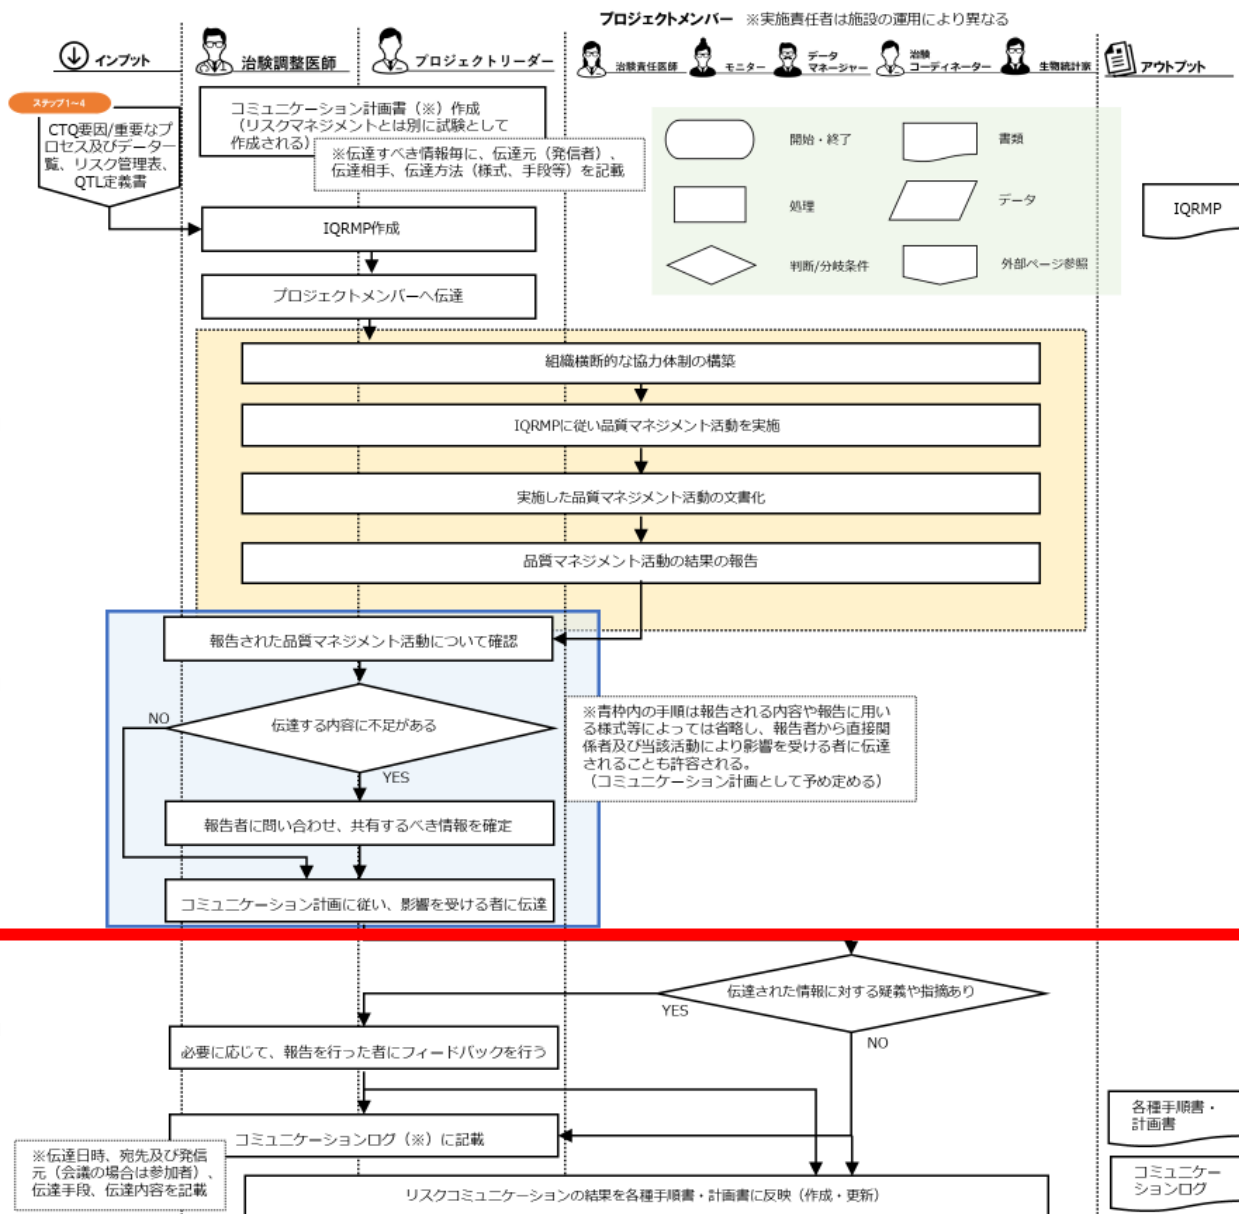 プロジェクトメンバー ※実施責任者は施設の運用により異なる
インプット
治験調整医師
プロジェクトリーダー
治験責任医師
モニター
データ
マネージャー
治験
コーディネーター
生物統計家
アウトプット
ステップ1~4
CTQ要因/重要なプ
ロセス及びデータ一
覧、リスク管理表、
QTL定義書
コミュニケーション計画書(※)作成
(リスクマネジメントとは別に試験として
作成される)
※伝達すべき情報毎に、伝達元(発信者)、
伝達相手、伝達方法(様式、手段等)を記載
開始・終了
書類
処理
データ
判断/分岐条件
外部ページ参照
IQRMP
IQRMP作成
プロジェクトメンバーへ伝達
組織横断的な協力体制の構築
IQRMPに従い品質マネジメント活動を実施
実施した品質マネジメント活動の文書化
品質マネジメント活動の結果の報告
報告された品質マネジメント活動について確認
伝達する内容に不足がある
NO
YES
※青枠内の手順は報告される内容や報告に用い
る様式等によっては省略し、報告者から直接関
係者及び当該活動により影響を受ける者に伝達
されることも許容される。
(コミュニケーション計画として予め定める)
報告者に問い合わせ、共有するべき情報を確定
コミュニケーション計画に従い、影響を受ける者に伝達
伝達された情報に対する疑義や指摘あり
YES
NO
必要に応じて、報告を行った者にフィードバックを行う
コミュニケーションログ(※)に記載
※伝達日時、宛先及び発信
元(会議の場合は参加者)、
伝達手段、伝達内容を記載
リスクコミュニケーションの結果を各種手順書・計画書に反映(作成・更新)
各種手順書・
計画書
コミュニケー
ションログ